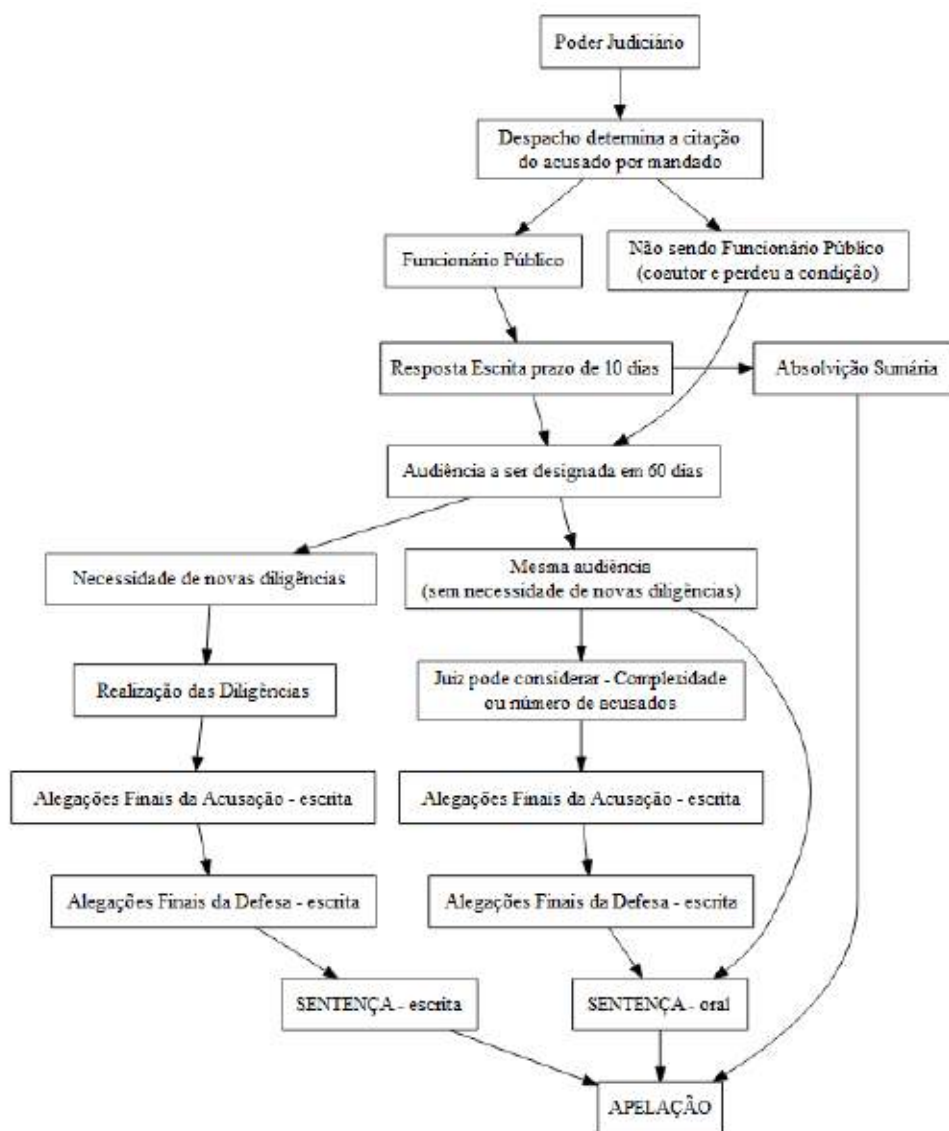 Poder Judiciário
Despacho determina a citação
do acusado por mandado
Funcionário Público
Não sendo Funcionário Público
(coautor e perdeu a condição)
Resposta Escrita prazo de 10 dias
Absolvição Sumária
Audiência a ser designada em 60 dias
Necessidade de novas diligências
Mesma audiência
(sem necessidade de novas diligências)
Realização das Diligências
Juiz pode considerar - Complexidade
ou número de acusados
Alegações Finais da Acusação - escrita
Alegações Finais da Acusação - escrita
Alegações Finais da Defesa - escrita
Alegações Finais da Defesa - escrita
SENTENÇA - escrita
SENTENÇA - oral
APELAÇÃO